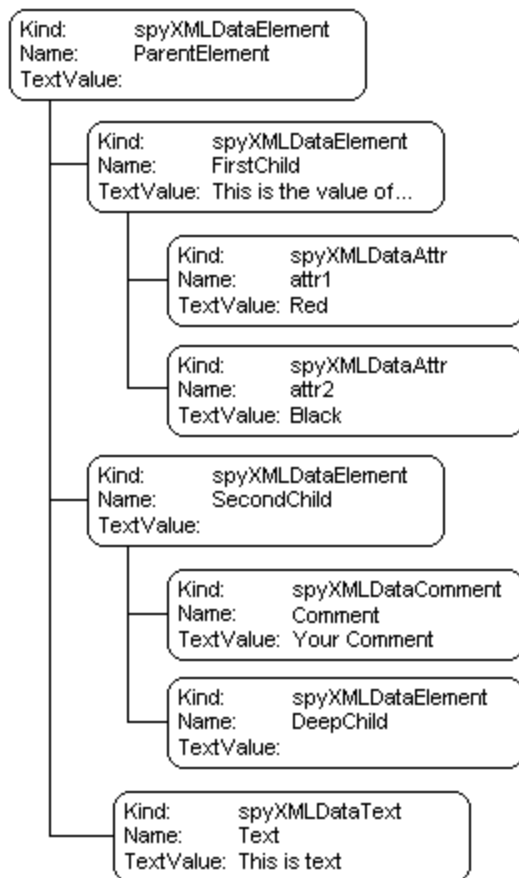 Kind: spyXMLDataElement
Name: ParentElement
TextValue:
Kind: spyXMLDataElement
Name: FirstChild
TextValue: This is the value of...
Kind: spyXMLDataAttr
Name: attr1
TextValue: Red
Kind: spyXMLDataAttr
Name: attr2
TextValue: Black
Kind: spyXMLDataElement
Name: SecondChild
TextValue:
Kind: spyXMLDataComment
Name: Comment
TextValue: Your Comment
Kind: spyXMLDataElement
Name: DeepChild
TextValue:
Kind: spyXMLDataText
Name: Text
TextValue: This is text